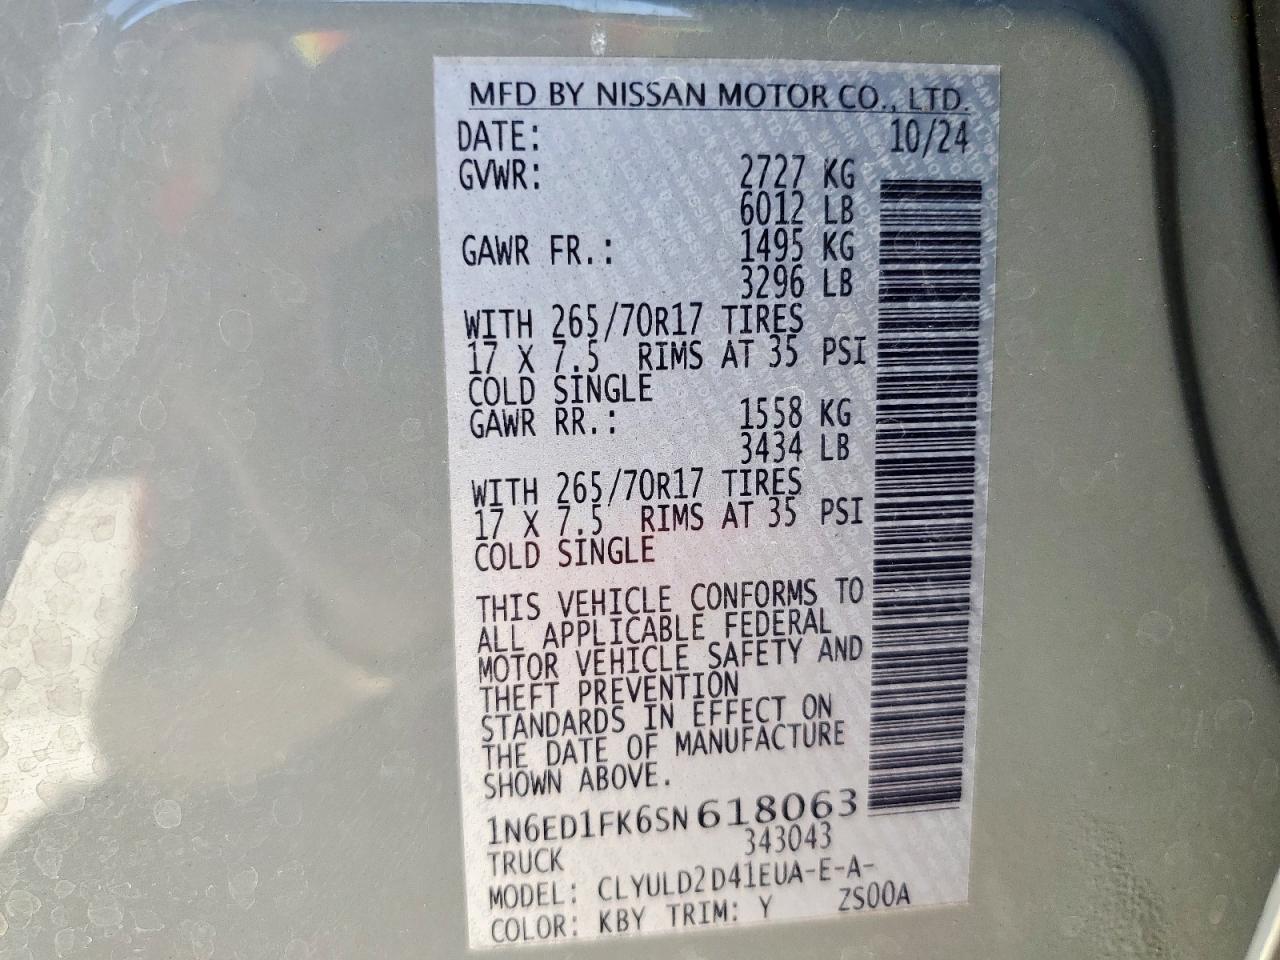 MFD BY NISSAN MOTOR CO., LTD.
DATE: 10/24
GVWR: 2727 KG
6012 LB
GAWR FR.: 1495 KG
3296 LB
WITH 265/70R17 TIRES
17 X 7.5 RIMS AT 35 PSI
COLD SINGLE
GAWR RR.: 1558 KG
3434 LB
WITH 265/70R17 TIRES
17 X 7.5 RIMS AT 35 PSI
COLD SINGLE
THIS VEHICLE CONFORMS TO
ALL APPLICABLE FEDERAL
MOTOR VEHICLE SAFETY AND
THEFT PREVENTION
STANDARDS IN EFFECT ON
THE DATE OF MANUFACTURE
SHOWN ABOVE.
1N6ED1FK6SN618063
TRUCK 343043
MODEL: CLYULD2D41EUA-E-A-
COLOR: KBY TRIM: Y ZS00A